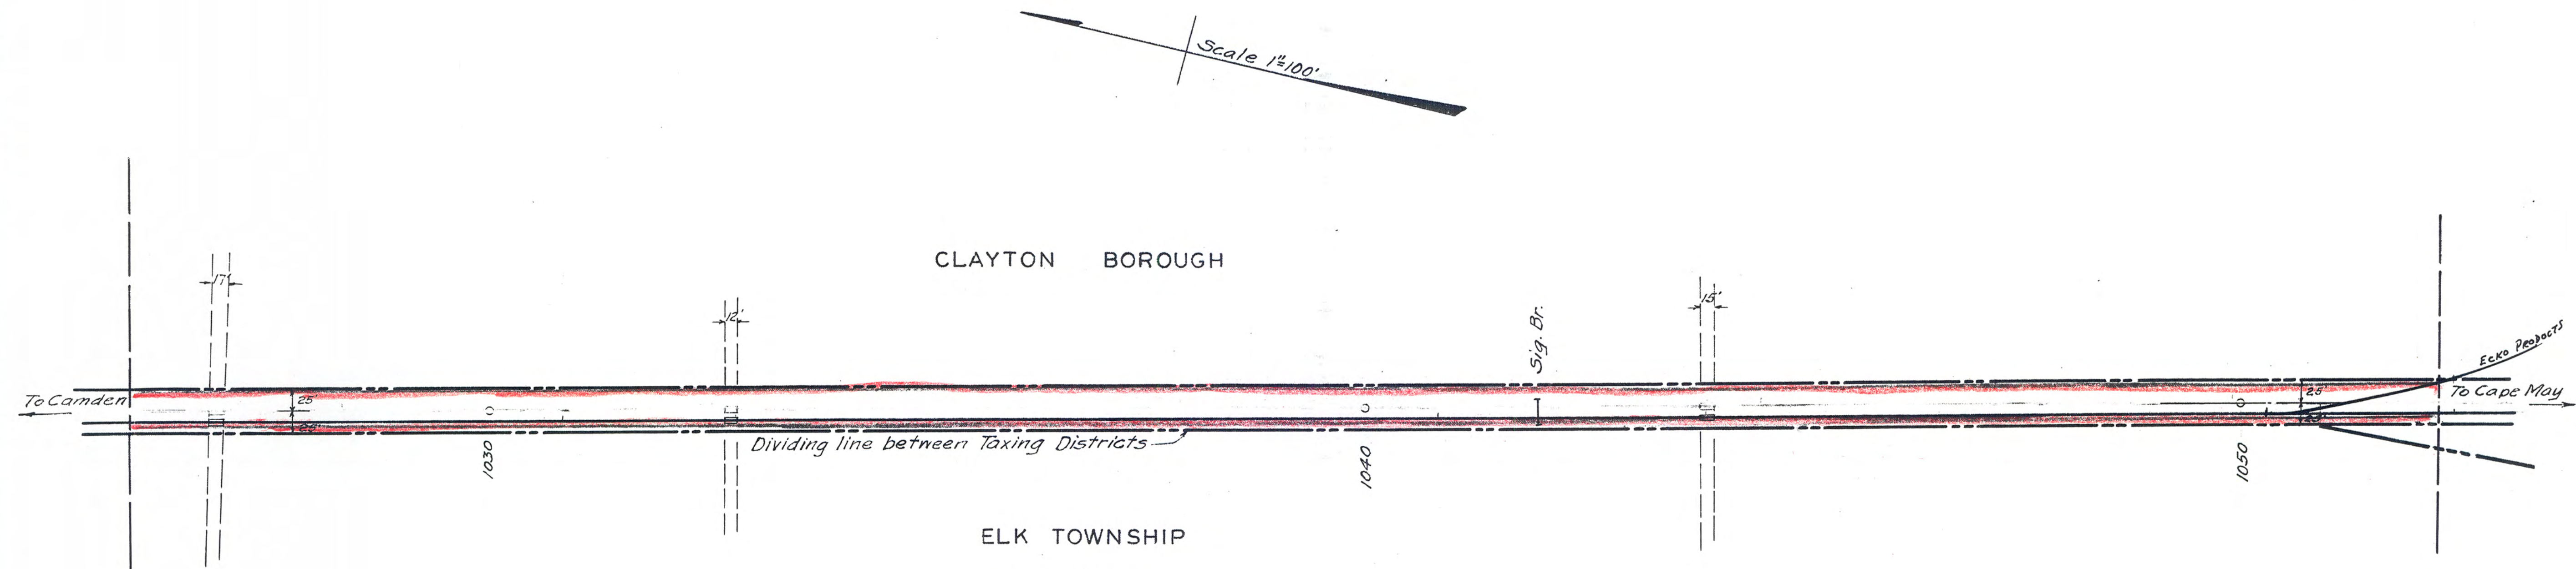 Scale 1"=100'
CLAYTON BOROUGH
17'
12'
15'
Sig. Br.
ECKO PRODUCTS
To Camden
25
25'
25'
25'
To Cape May
Dividing line between Taxing Districts
1030
1040
1050
ELK TOWNSHIP